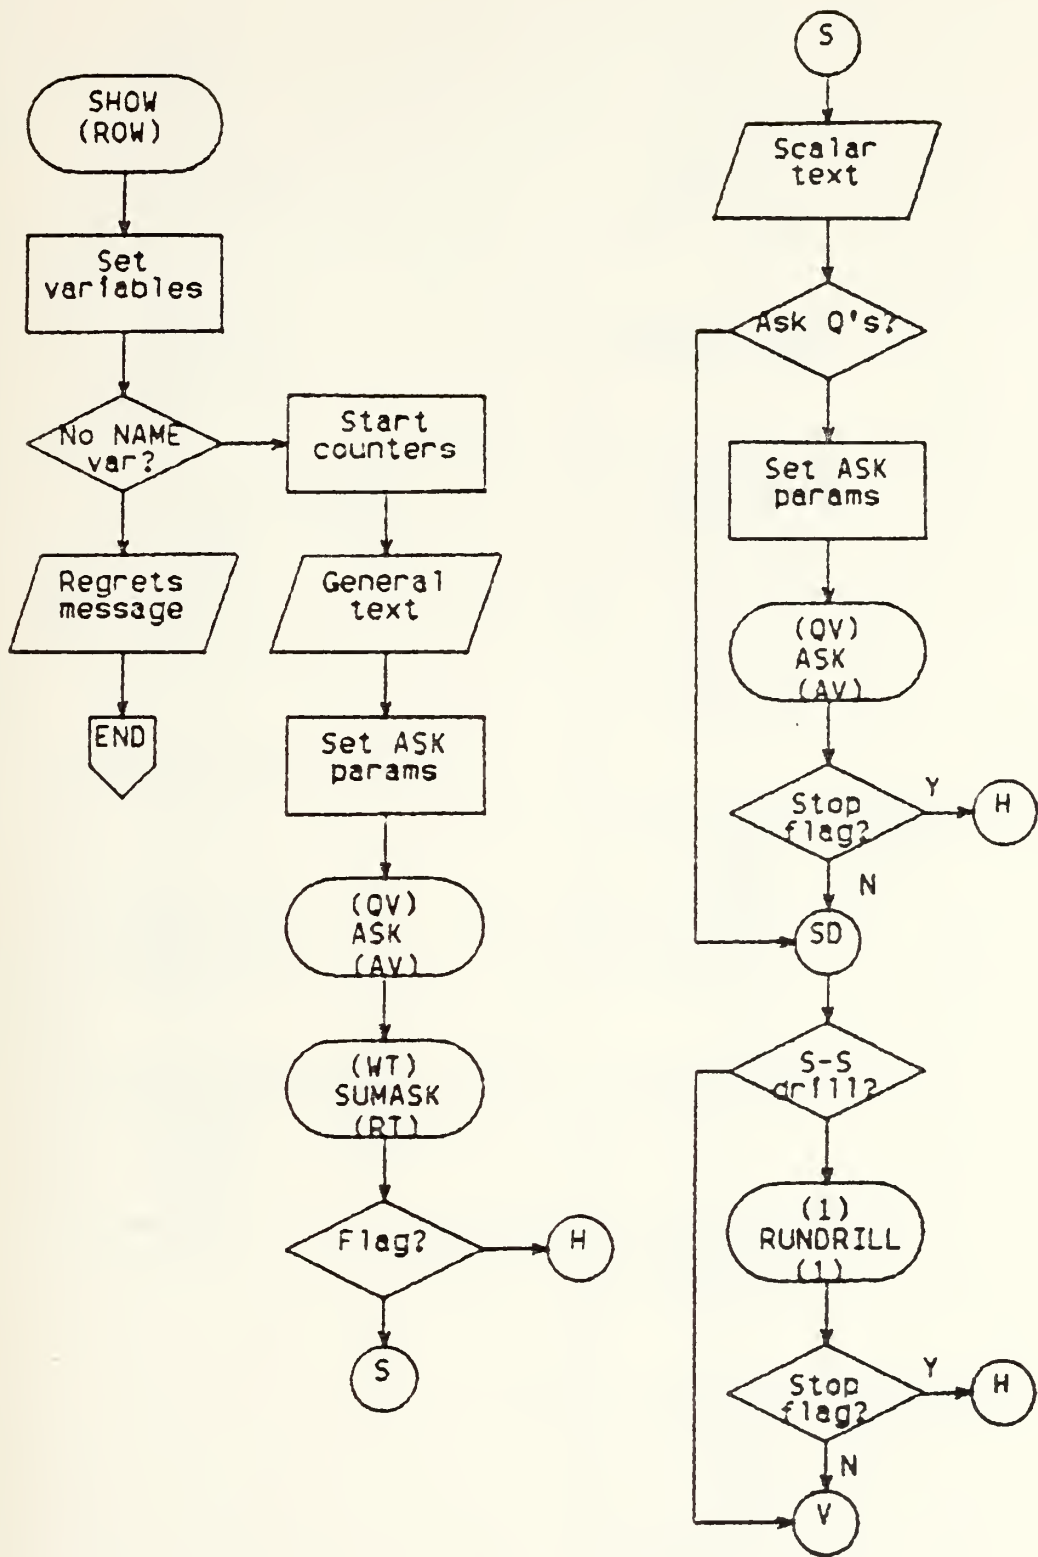 SHOW
(ROW)
Set
variables
No NAME
var?
Start
counters
Regrets
message
General
text
END
Set ASK
params
(QV)
ASK
(AV)
(WT)
SUMASK
(RT)
Flag?
H
S
S
Scalar
text
Ask Q's?
Set ASK
params
(QV)
ASK
(AV)
Stop
flag?
Y
H
N
SD
S-S
drill?
(1)
RUNDRILL
(1)
Stop
flag?
Y
H
N
V